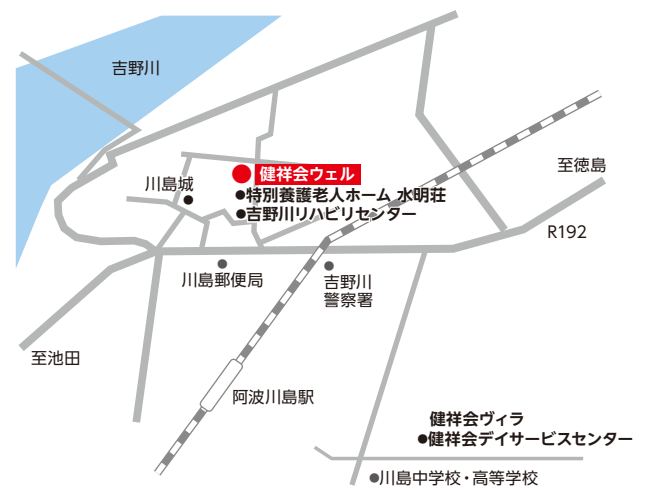 吉野川
健祥会ウェル
至徳島
川島城
●特別養護老人ホーム 水明荘
●吉野川リハビリセンター
R192
川島郵便局
吉野川
警察署
至池田
阿波川島駅
健祥会ヴィラ
●健祥会デイサービスセンター
●川島中学校・高等学校